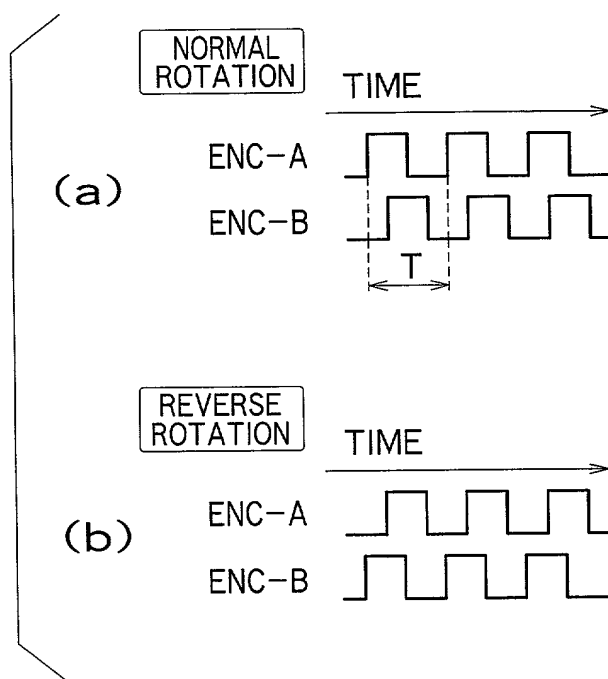 NORMAL
ROTATION
TIME
ENC-A
(a)
ENC-B
T
REVERSE
ROTATION
TIME
ENC-A
(b)
ENC-B